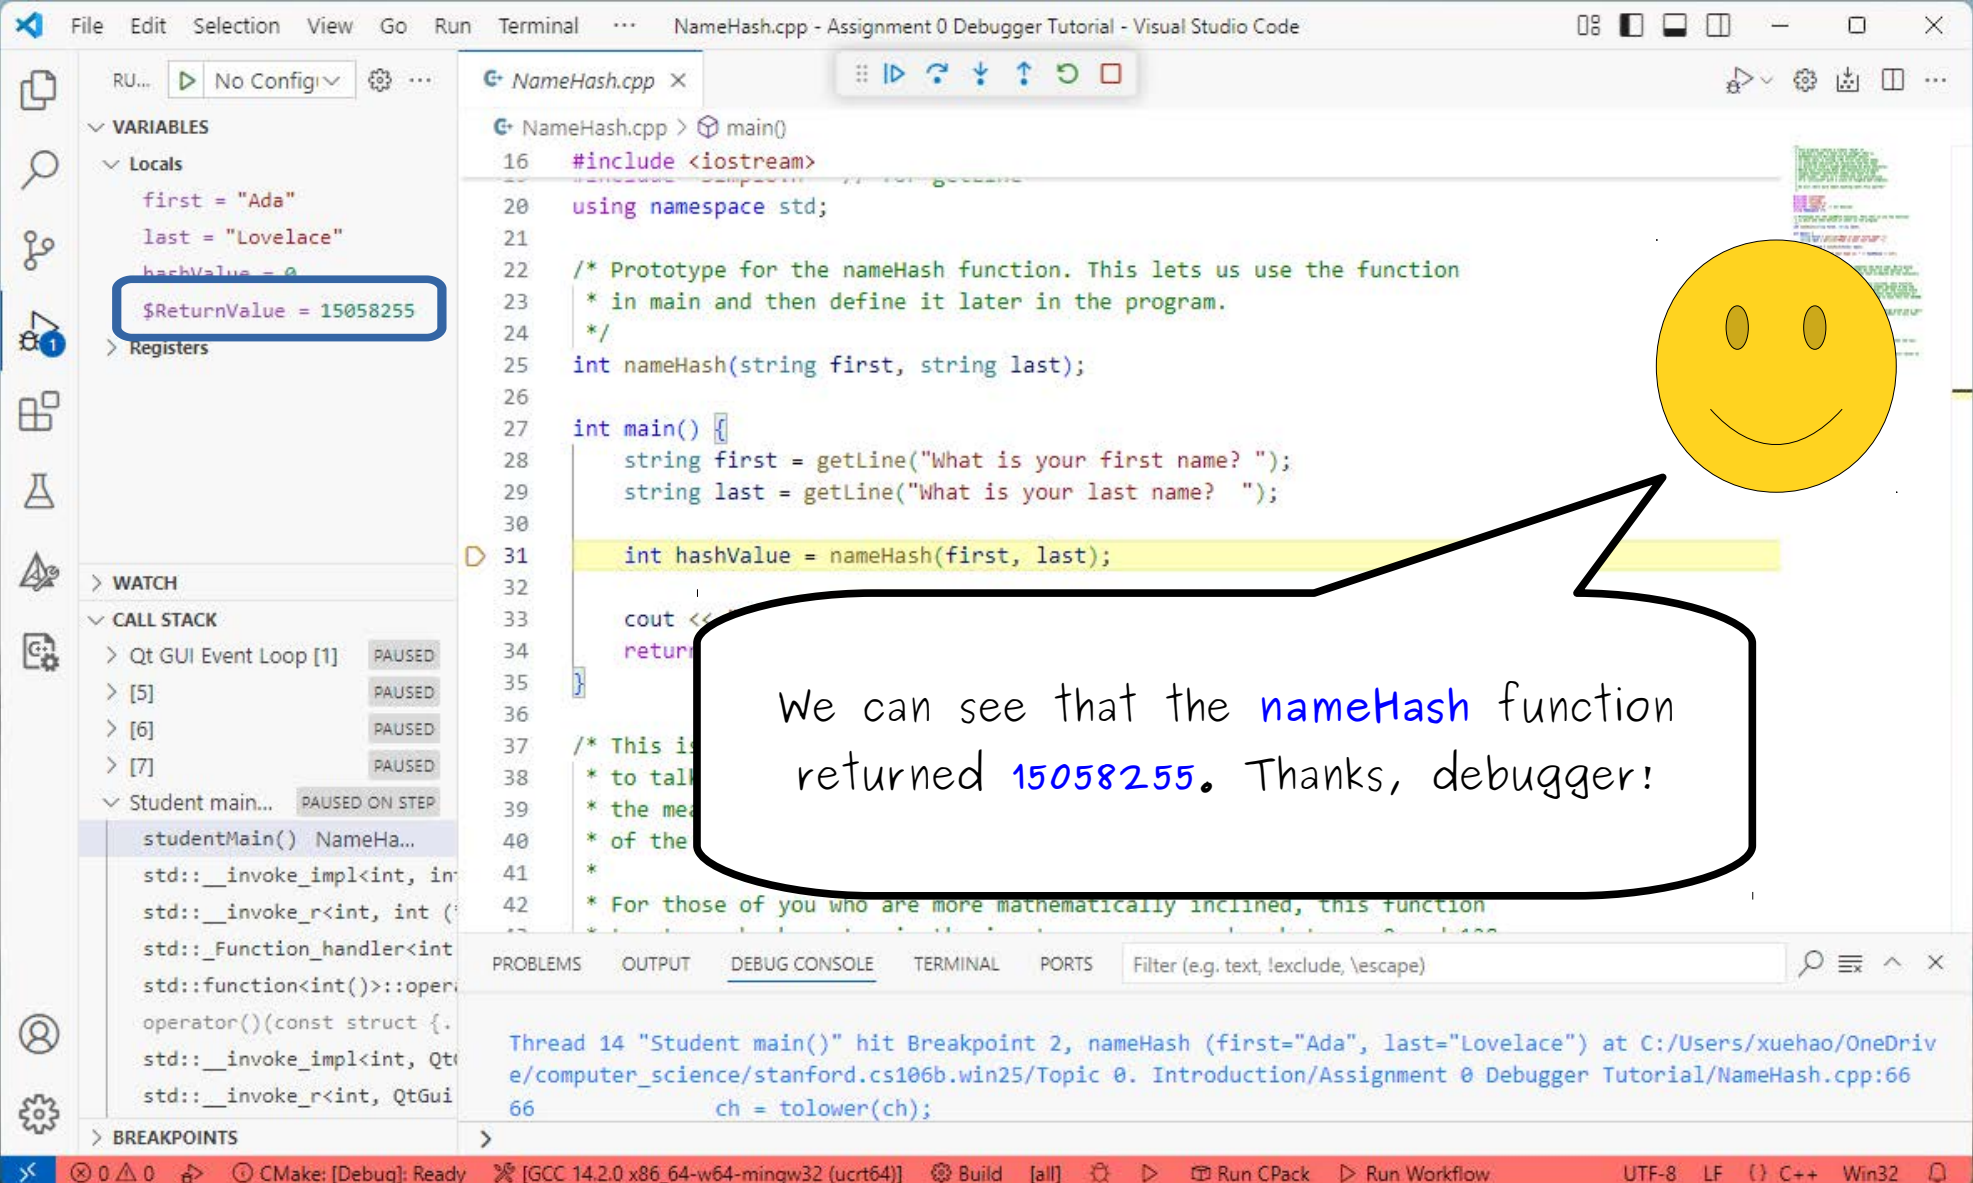 File Edit Selection View Go Run Terminal ··· NameHash.cpp - Assignment 0 Debugger Tutorial - Visual Studio Code
RU... No Config
VARIABLES
Locals
first = "Ada"
last = "Lovelace"
hashValue = 0
$ReturnValue = 15058255
Registers
WATCH
CALL STACK
Qt GUI Event Loop [1] PAUSED
[5] PAUSED
[6] PAUSED
[7] PAUSED
Student main... PAUSED ON STEP
studentMain() NameHa...
std::__invoke_impl<int, in
std::__invoke_r<int, int (
std::_Function_handler<int
std::function<int()>::oper
operator()(const struct {.
std::__invoke_impl<int, Qt
std::__invoke_r<int, QtGui
BREAKPOINTS
1
NameHash.cpp
NameHash.cpp > main()
16 #include <iostream>
20 using namespace std;
21
22 /* Prototype for the nameHash function. This lets us use the function
23 * in main and then define it later in the program.
24 */
25 int nameHash(string first, string last);
26
27 int main() {
28 string first = getLine("What is your first name? ");
29 string last = getLine("What is your last name?  ");
30
31 int hashValue = nameHash(first, last);
32
33 cout <<
34 return
35 }
36
37 /* This is
38 * to talk
39 * the mea
40 * of the
41 *
42 * For those of you who are more mathematically inclined, this function
We can see that the nameHash function
returned 15058255. Thanks, debugger!
PROBLEMS OUTPUT DEBUG CONSOLE TERMINAL PORTS Filter (e.g. text, !exclude, \escape)
Thread 14 "Student main()" hit Breakpoint 2, nameHash (first="Ada", last="Lovelace") at C:/Users/xuehao/OneDriv
e/computer_science/stanford.cs106b.win25/Topic 0. Introduction/Assignment 0 Debugger Tutorial/NameHash.cpp:66
66 ch = tolower(ch);
>
0 0 CMake: [Debug]: Ready [GCC 14.2.0 x86_64-w64-mingw32 (ucrt64)] Build [all] Run CPack Run Workflow UTF-8 LF {} C++ Win32